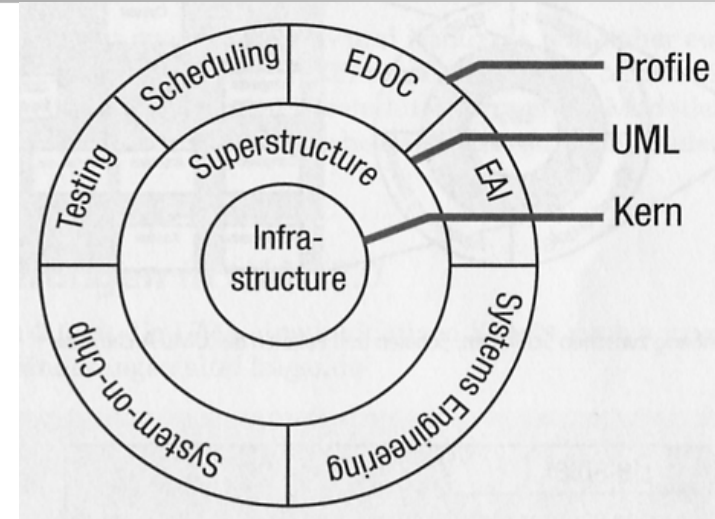 Scheduling
EDOC
Profile
Testing
Superstructure
UML
EAI
Infra-
structure
Kern
System-on-Chip
Systems Engineering